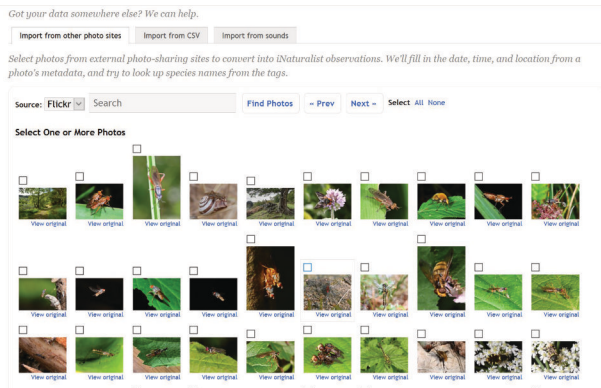 Got your data somewhere else? We can help.
Import from other photo sites Import from CSV Import from sounds
Select photos from external photo-sharing sites to convert into iNaturalist observations. We'll fill in the date, time, and location from a
photo's metadata, and try to look up species names from the tags.
Source: Flickr Search Find Photos « Prev Next » Select All None
Select One or More Photos
View original View original View original View original View original View original View original View original View original View original
View original View original View original View original View original View original View original View original View original View original
View original View original View original View original View original View original View original View original View original View original